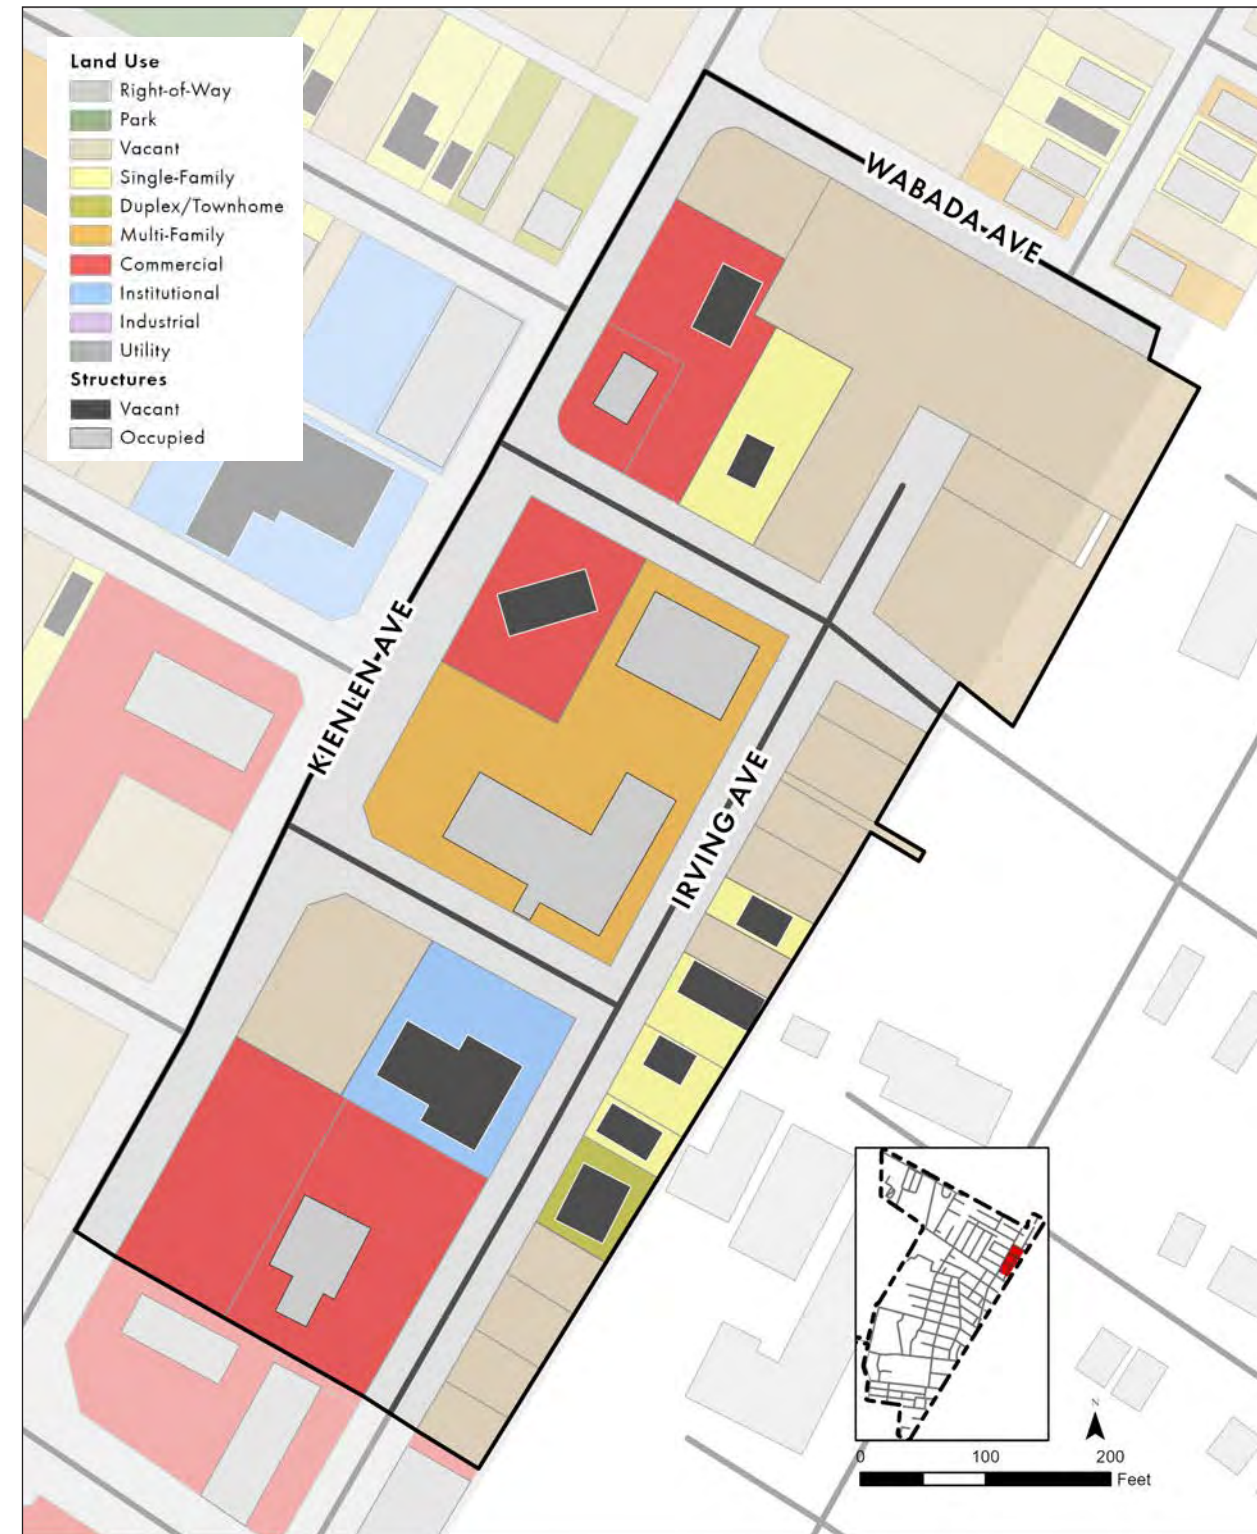 Land Use
Right-of-Way
Park
Vacant
Single-Family
Duplex/Townhome
Multi-Family
Commercial
Institutional
Industrial
Utility
Structures
Vacant
Occupied
WABADA AVE
KIENLEN AVE
IRVING AVE
N
0 100 200
Feet